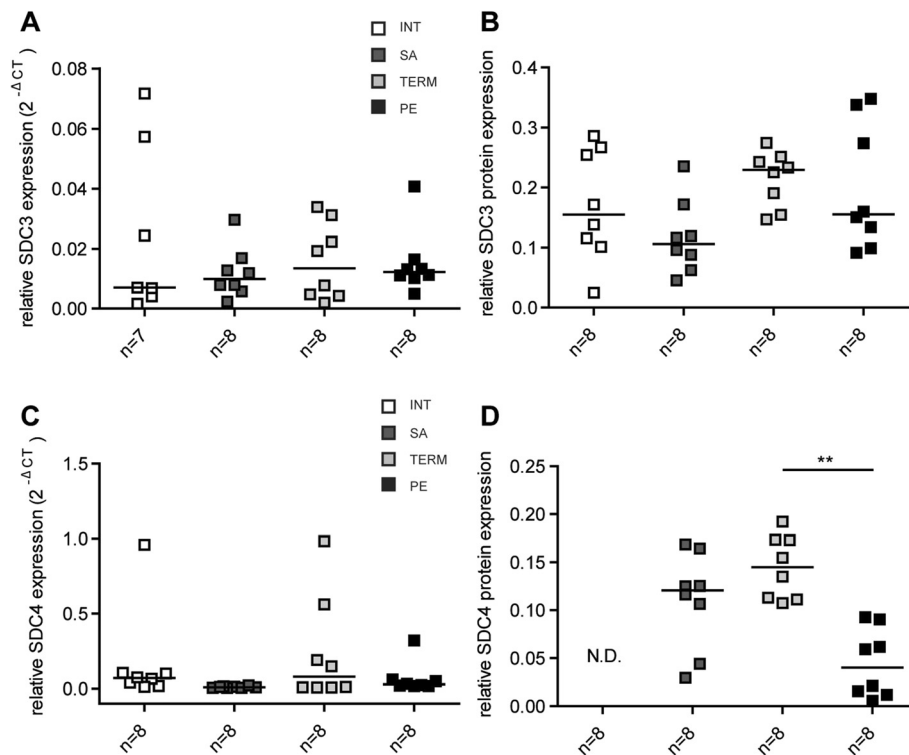 A
INT
SA
TERM
PE
relative SDC3 expression (2^-ΔCT)
0.08
0.06
0.04
0.02
0.00
n=7
n=8
n=8
n=8
B
relative SDC3 protein expression
0.4
0.3
0.2
0.1
0.0
n=8
n=8
n=8
n=8
C
INT
SA
TERM
PE
relative SDC4 expression (2^-ΔCT)
1.5
1.0
0.5
0.0
n=8
n=8
n=8
n=8
D
relative SDC4 protein expression
0.25
0.20
0.15
0.10
0.05
0.00
**
N.D.
n=8
n=8
n=8
n=8